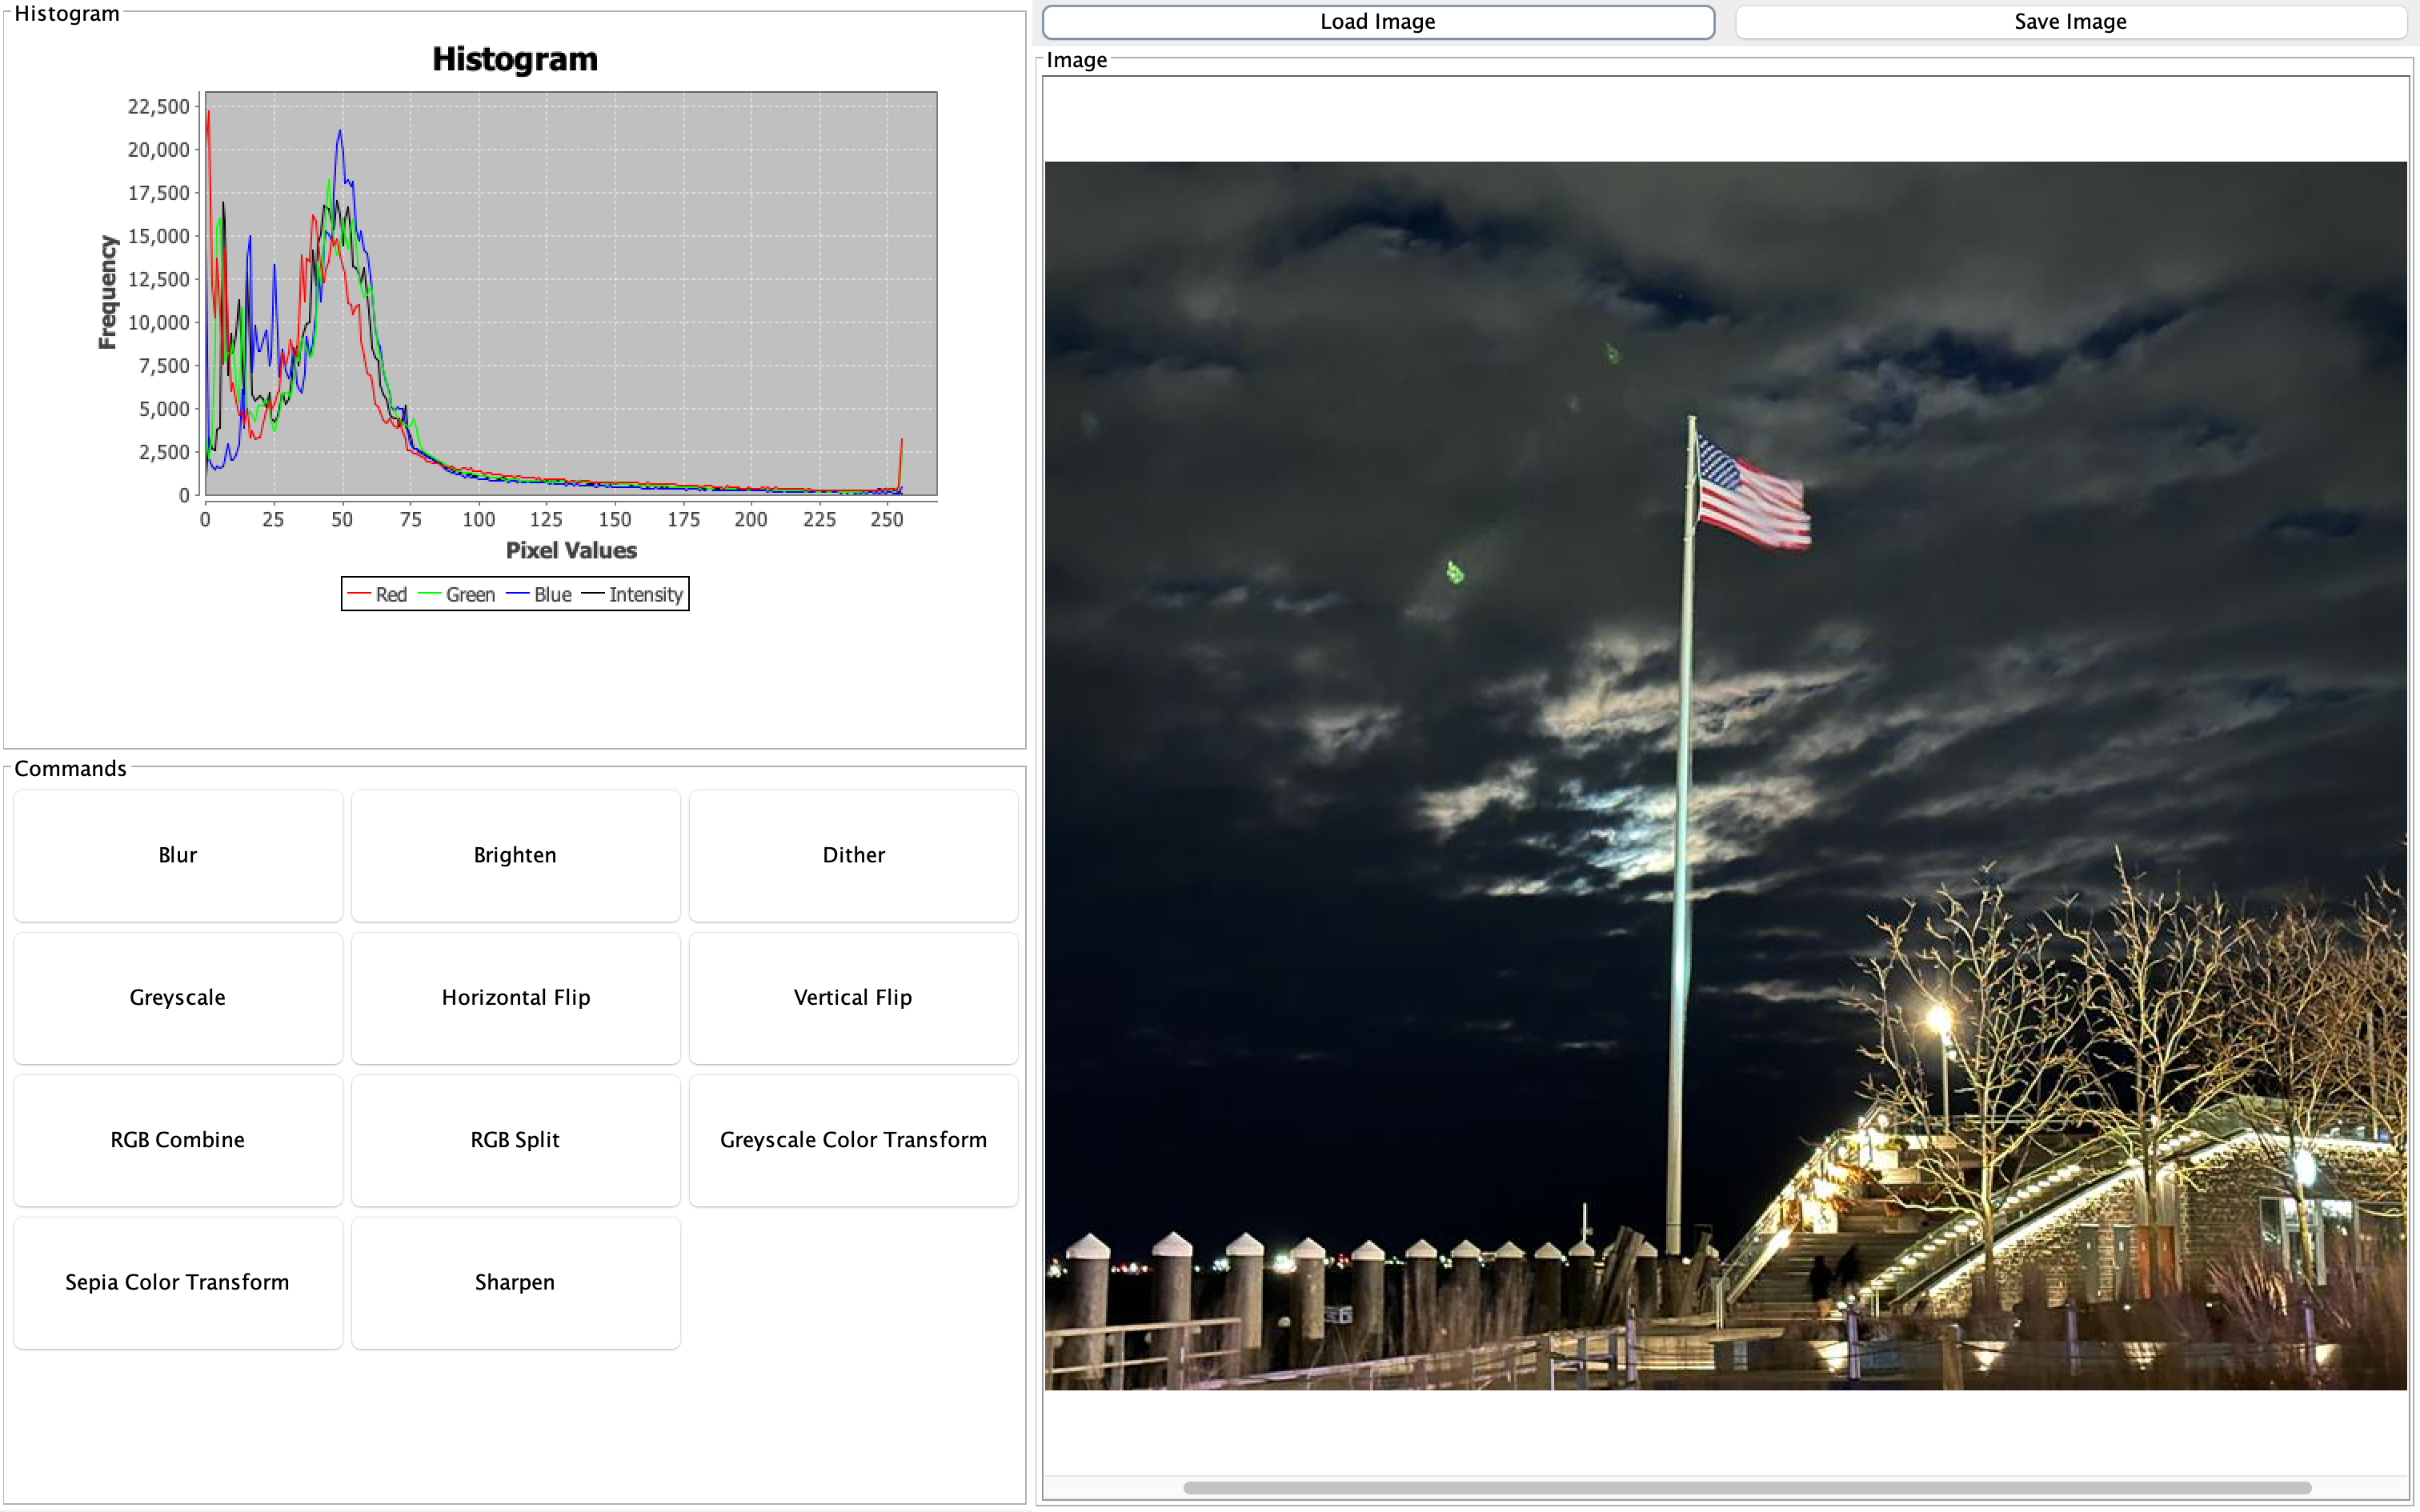 Histogram
Histogram
22,500
20,000
17,500
15,000
12,500
10,000
7,500
5,000
2,500
0
Frequency
0 25 50 75 100 125 150 175 200 225 250
Pixel Values
Red Green Blue Intensity
Commands
Blur Brighten Dither
Greyscale Horizontal Flip Vertical Flip
RGB Combine RGB Split Greyscale Color Transform
Sepia Color Transform Sharpen
Load Image Save Image
Image